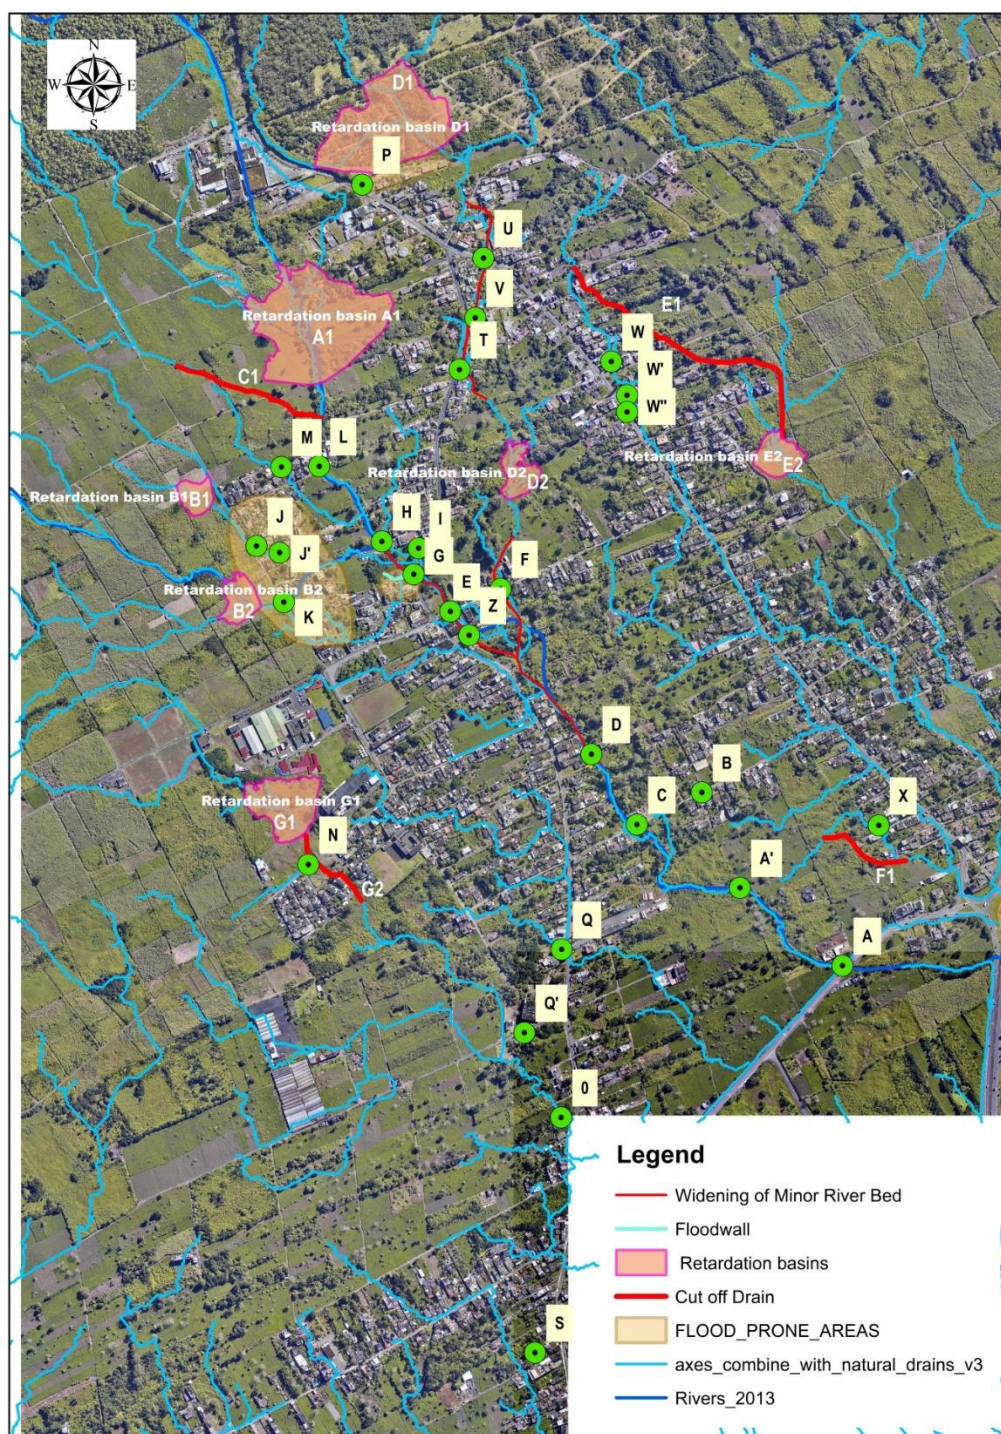 N
W E
S
D1
Retardation basin D1
P
U
V
Retardation basin A1
A1
E1
T
W
W'
C1
W"
M L
Retardation basin D2
D2
Retardation basin E2
E2
Retardation basin B1
B1
H
I
J
J'
G
F
E
Retardation basin B2
B2
K
Z
D
B
C
X
Retardation basin G1
G1
N
A'
F1
G2
A
Q
Q'
0
S
Legend
Widening of Minor River Bed
Floodwall
Retardation basins
Cut off Drain
FLOOD_PRONE_AREAS
axes_combine_with_natural_drains_v3
Rivers_2013